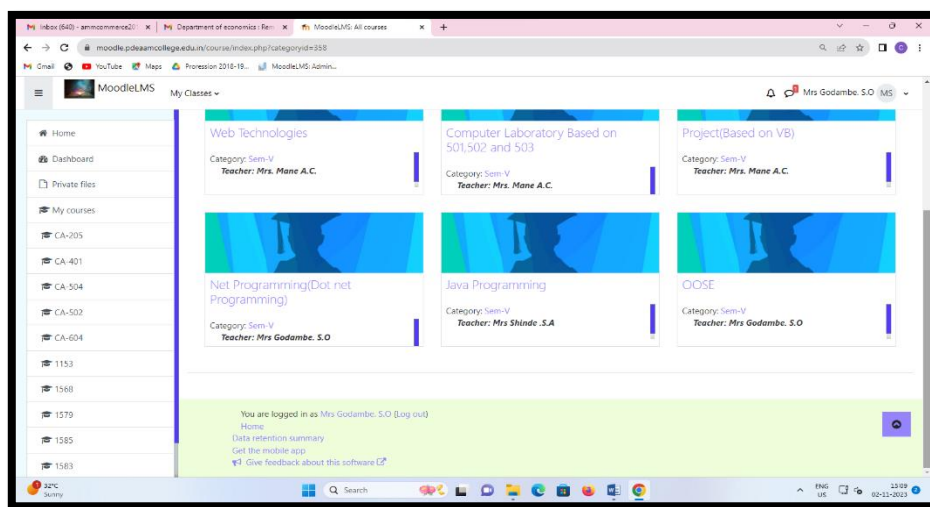 Inbox (640) - ammcommerce201
Department of economics : Rem
MoodleLMS: All courses
moodle.pdeaamcollege.edu.in/course/index.php?categoryid=358
Gmail
YouTube
Maps
Proression 2018-19...
MoodleLMS: Admin...
MoodleLMS
My Classes
1
Mrs Godambe. S.O
MS
Home
Dashboard
Private files
My courses
CA-205
CA-401
CA-504
CA-502
CA-604
1153
1568
1579
1585
1583
Web Technologies
Category: Sem-V
Teacher: Mrs. Mane A.C.
Computer Laboratory Based on
501,502 and 503
Category: Sem-V
Teacher: Mrs. Mane A.C.
Project(Based on VB)
Category: Sem-V
Teacher: Mrs. Mane A.C.
Net Programming(Dot net
Programming)
Category: Sem-V
Teacher: Mrs Godambe. S.O
Java Programming
Category: Sem-V
Teacher: Mrs Shinde .S.A
OOSE
Category: Sem-V
Teacher: Mrs Godambe. S.O
You are logged in as Mrs Godambe. S.O (Log out)
Home
Data retention summary
Get the mobile app
Give feedback about this software
1
32°C
Sunny
Search
ENG
US
15:09
02-11-2023